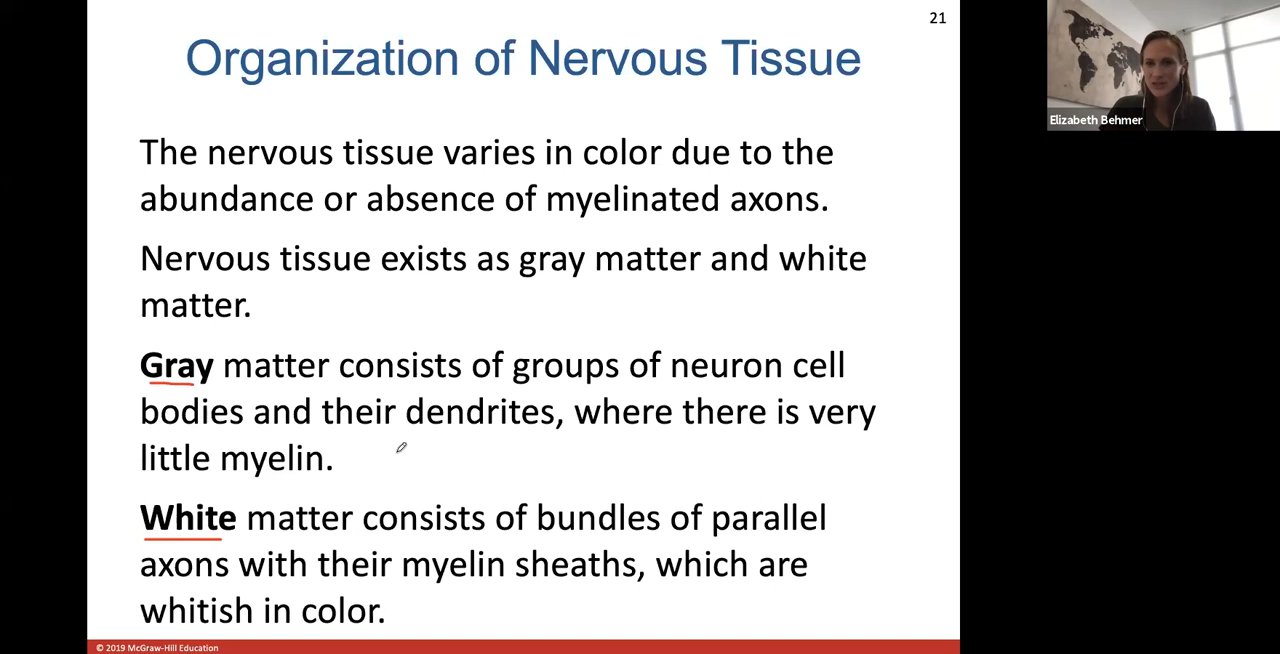 21
Organization of Nervous Tissue
Elizabeth Behmer
The nervous tissue varies in color due to the
abundance or absence of myelinated axons.
Nervous tissue exists as gray matter and white
matter.
Gray matter consists of groups of neuron cell
bodies and their dendrites, where there is very
little myelin.
White matter consists of bundles of parallel
axons with their myelin sheaths, which are
whitish in color.
© 2019 McGraw-Hill Education